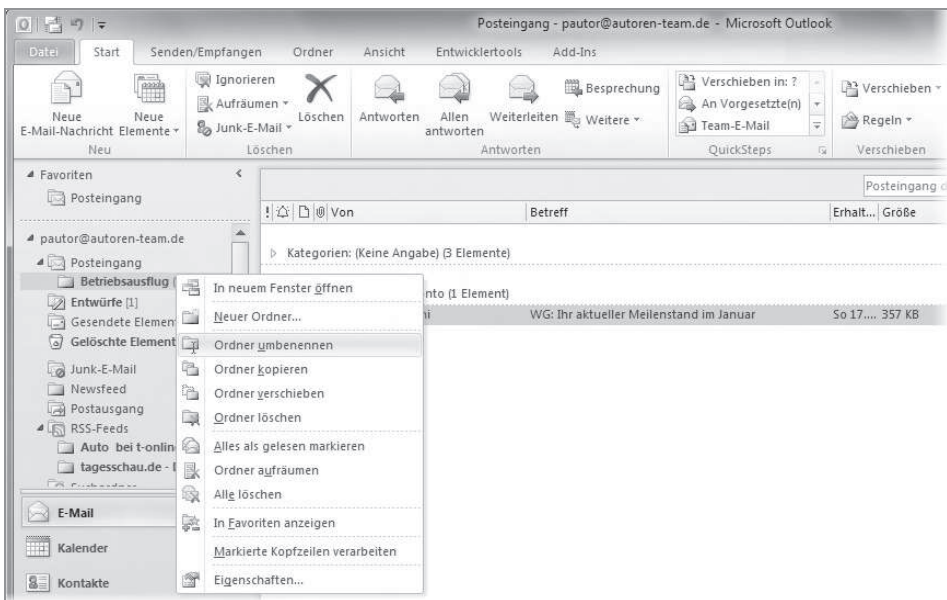 Posteingang - pautor@autoren-team.de - Microsoft Outlook
Datei Start Senden/Empfangen Ordner Ansicht Entwicklertools Add-Ins
Neue E-Mail-Nachricht
Neue Elemente
Neu
Ignorieren
Aufräumen
Junk-E-Mail
Löschen
Löschen
Antworten
Allen antworten
Weiterleiten
Besprechung
Weitere
Antworten
Verschieben in: ?
An Vorgesetzte(n)
Team-E-Mail
QuickSteps
Verschieben
Regeln
Verschieben
Favoriten
Posteingang
pautor@autoren-team.de
Posteingang
Betriebsausflug
Entwürfe [1]
Gesendete Elemen
Gelöschte Element
Junk-E-Mail
Newsfeed
Postausgang
RSS-Feeds
Auto bei t-onlin
tagesschau.de -
E-Mail
Kalender
Kontakte
In neuem Fenster öffnen
Neuer Ordner...
Ordner umbenennen
Ordner kopieren
Ordner verschieben
Ordner löschen
Alles als gelesen markieren
Ordner aufräumen
Alle löschen
In Favoriten anzeigen
Markierte Kopfzeilen verarbeiten
Eigenschaften...
Posteingang
! Von Betreff Erhalt... Größe
Kategorien: (Keine Angabe) (3 Elemente)
nto (1 Element)
WG: Ihr aktueller Meilenstand im Januar So 17.... 357 KB